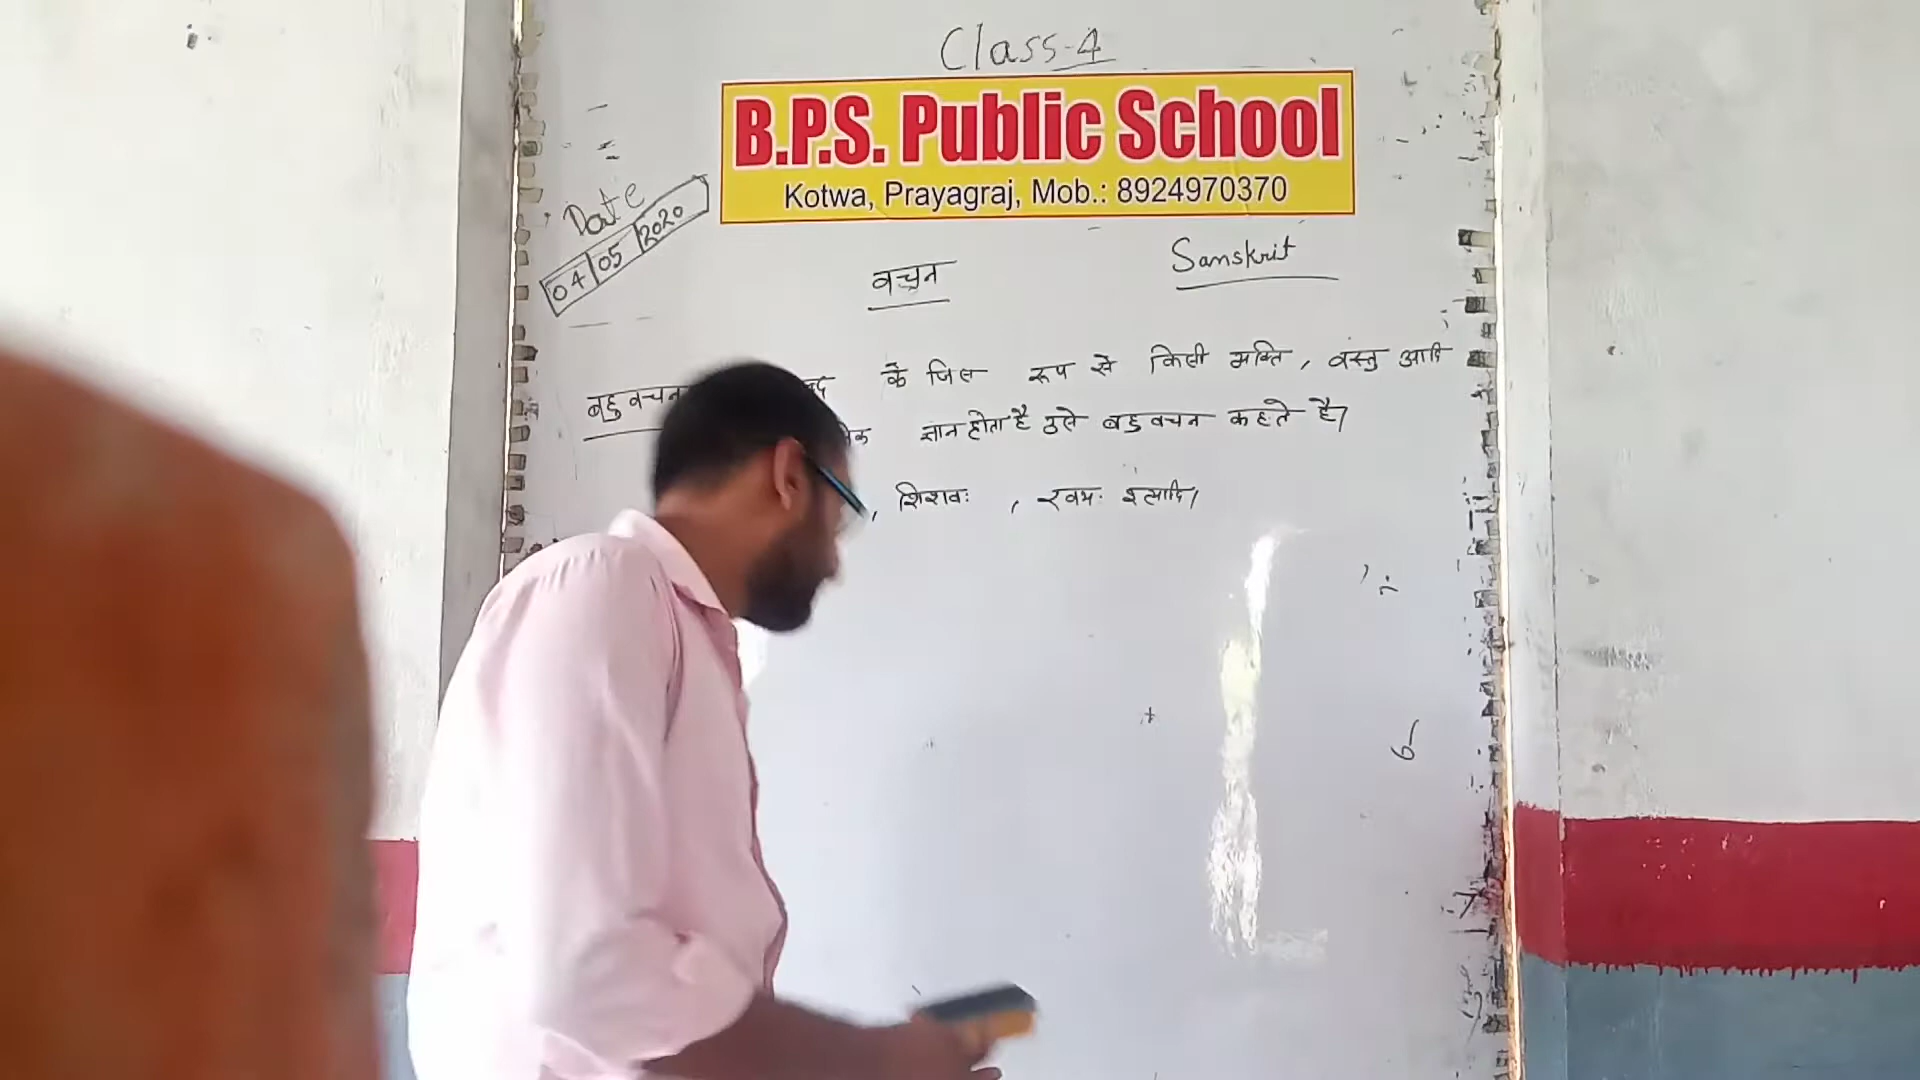 Class-4
B.P.S. Public School
Kotwa, Prayagraj, Mob.: 8924970370
Date
04 05 2020
Sanskrit
वचन
बहुवचन के जिस रूप से किसी व्यक्ति, वस्तु आदि
ज्ञान होता है उसे बहुवचन कहते है।
, शिशवः , इत्यादि।